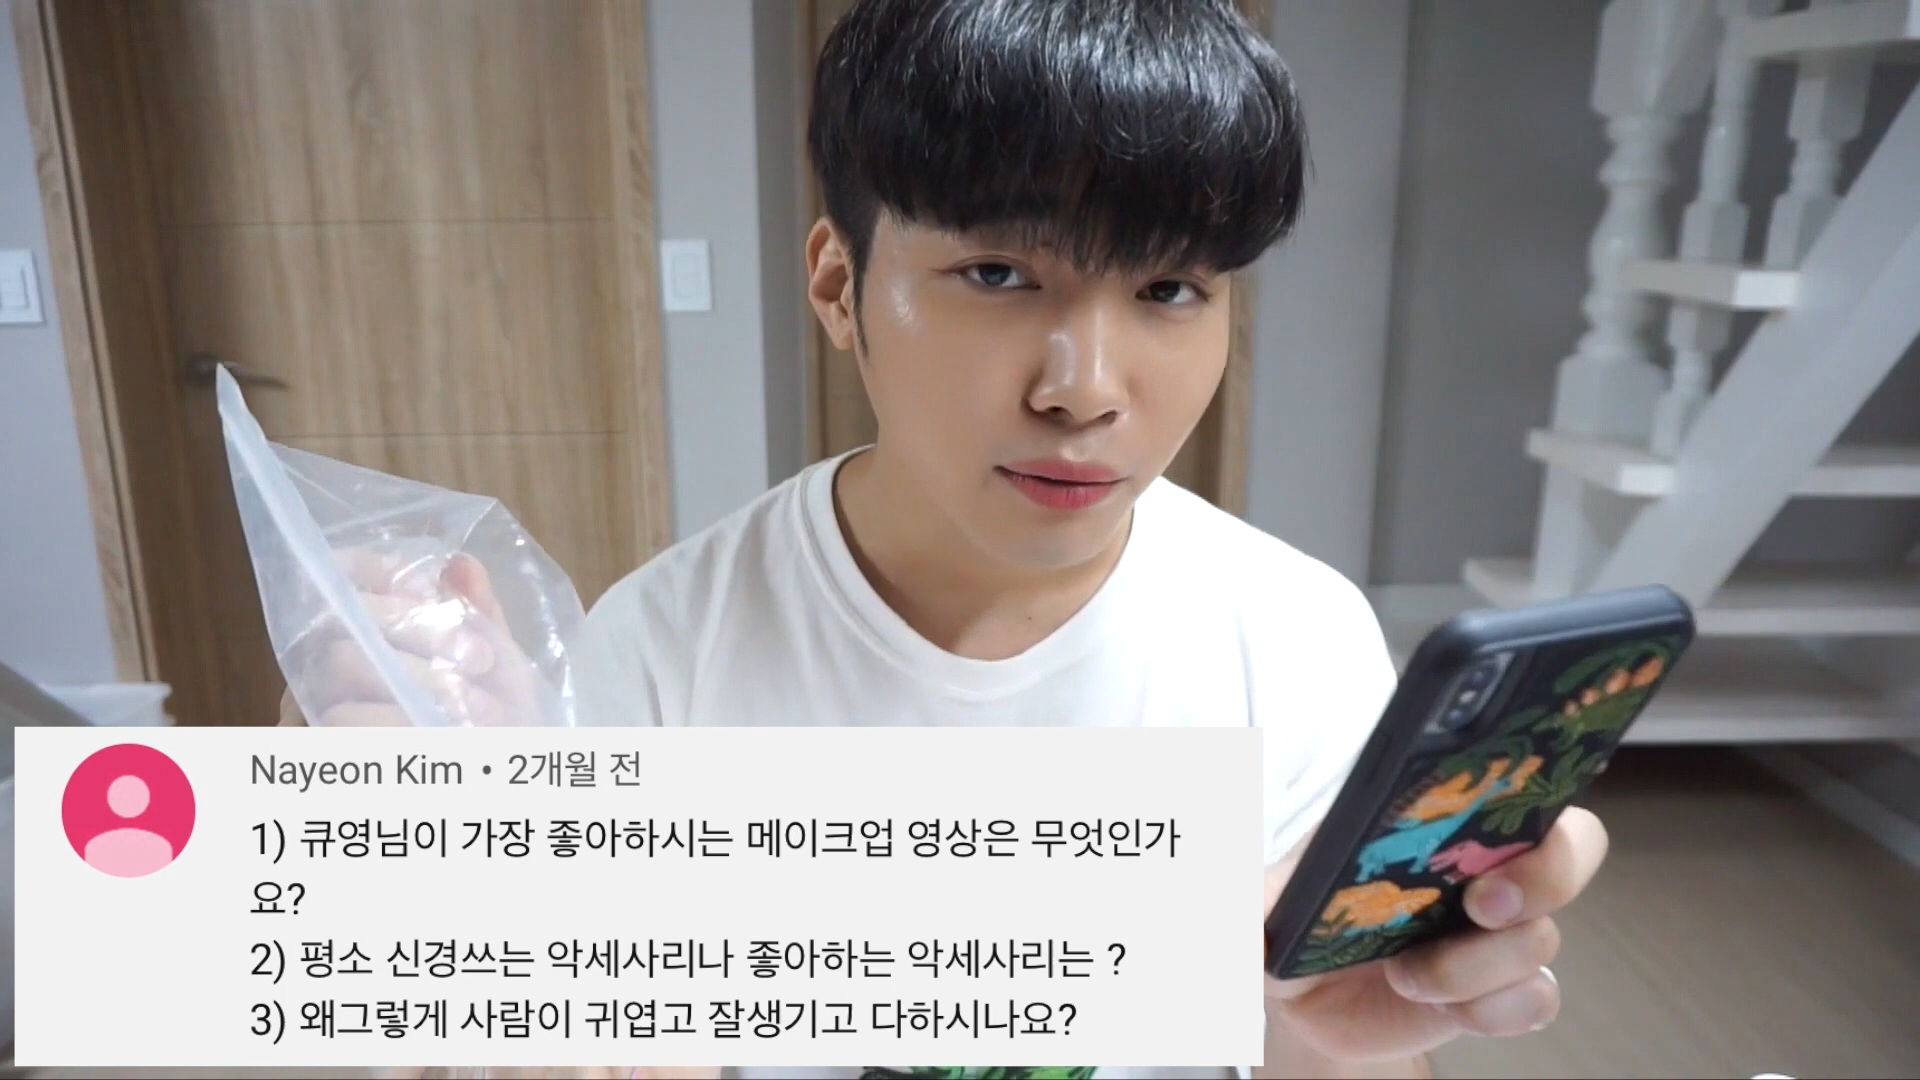 Nayeon Kim • 2개월 전
1) 큐영님이 가장 좋아하시는 메이크업 영상은 무엇인가
요?
2) 평소 신경쓰는 악세사리나 좋아하는 악세사리는 ?
3) 왜그렇게 사람이 귀엽고 잘생기고 다하시나요?